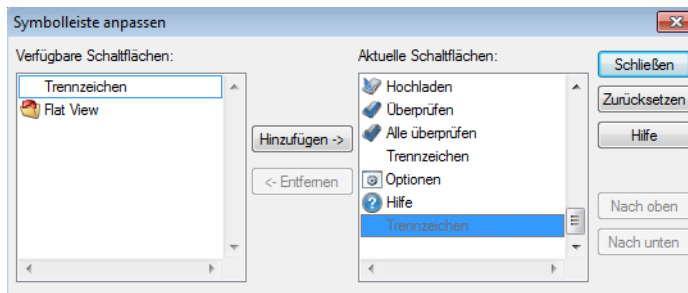 Symbolleiste anpassen
Verfügbare Schaltflächen:
Trennzeichen
Flat View
Hinzufügen ->
<- Entfernen
Aktuelle Schaltflächen:
Hochladen
Überprüfen
Alle überprüfen
Trennzeichen
Optionen
Hilfe
Trennzeichen
Schließen
Zurücksetzen
Hilfe
Nach oben
Nach unten